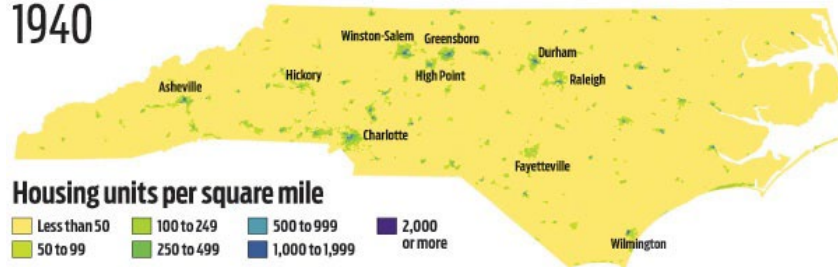 1940
Winston-Salem
Greensboro
Durham
High Point
Raleigh
Hickory
Asheville
Charlotte
Fayetteville
Wilmington
Housing units per square mile
Less than 50
50 to 99
100 to 249
250 to 499
500 to 999
1,000 to 1,999
2,000
or more